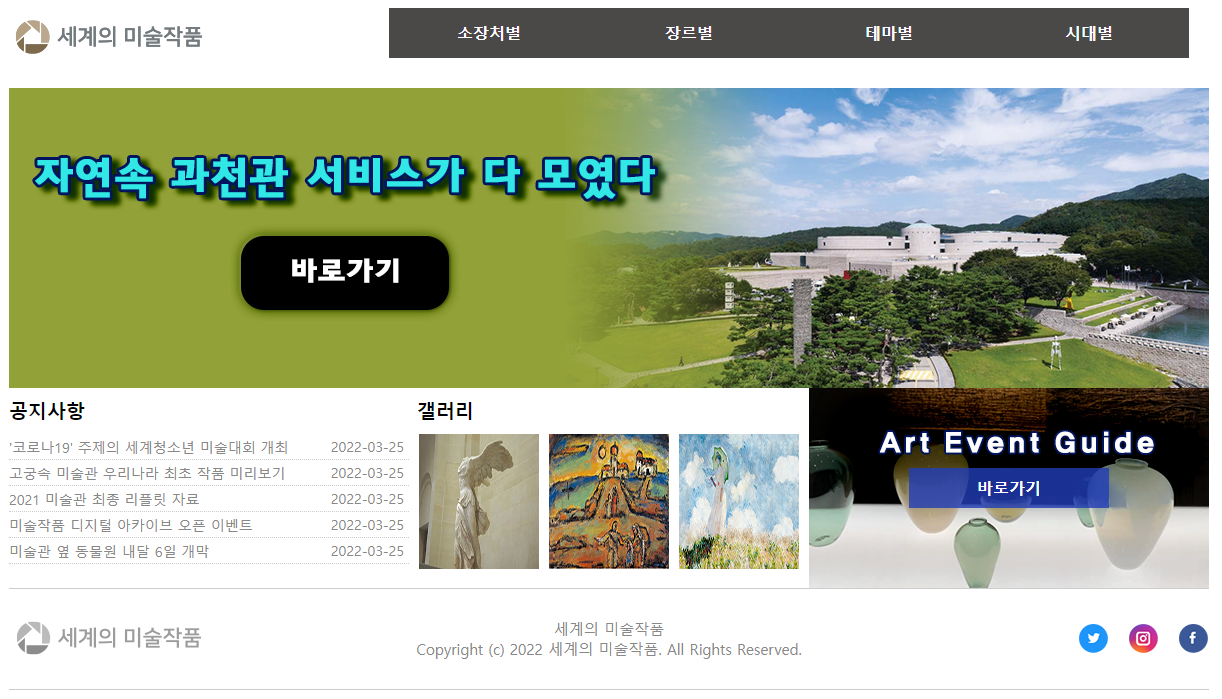 세계의 미술작품
소장처별 장르별 테마별 시대별
자연속 과천관 서비스가 다 모였다
바로가기
공지사항
'코로나19' 주제의 세계청소년 미술대회 개최 2022-03-25
고궁속 미술관 우리나라 최초 작품 미리보기 2022-03-25
2021 미술관 최종 리플릿 자료 2022-03-25
미술작품 디지털 아카이브 오픈 이벤트 2022-03-25
미술관 옆 동물원 내달 6일 개막 2022-03-25
갤러리
Art Event Guide
바로가기
세계의 미술작품
세계의 미술작품
Copyright (c) 2022 세계의 미술작품. All Rights Reserved.